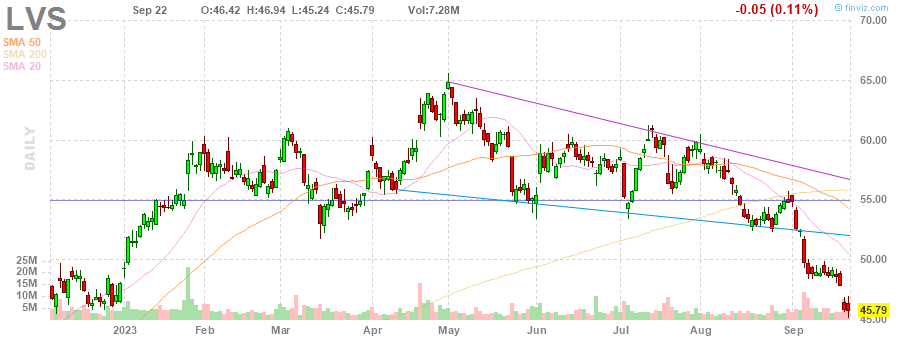 LVS Sep 22 O:46.42 H:46.94 L:45.24 C:45.79 Vol:7.28M -0.05 (0.11%) © finviz.com
SMA 50
SMA 200
SMA 20
DAILY
70.00
65.00
60.00
55.00
50.00
45.79
45.00
25M
20M
15M
10M
5M
2023 Feb Mar Apr May Jun Jul Aug Sep